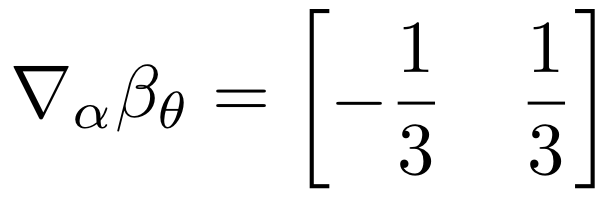 ∇_α β_θ = [ -1/3  1/3 ]